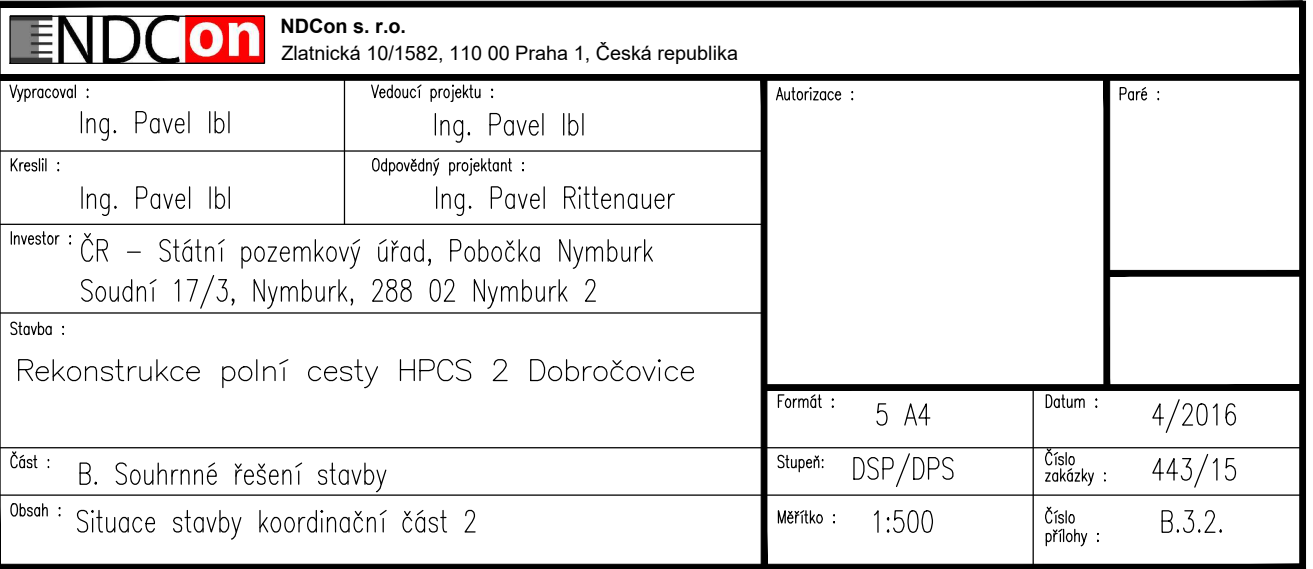 NDCon
NDCon s. r.o.
Zlatnická 10/1582, 110 00 Praha 1, Česká republika
Vypracoval :
Ing. Pavel Ibl
Vedoucí projektu :
Ing. Pavel Ibl
Kreslil :
Ing. Pavel Ibl
Odpovědný projektant :
Ing. Pavel Rittenauer
Investor :
ČR – Státní pozemkový úřad, Pobočka Nymburk
Soudní 17/3, Nymburk, 288 02 Nymburk 2
Stavba :
Rekonstrukce polní cesty HPCS 2 Dobročovice
Část :
B. Souhrnné řešení stavby
Obsah :
Situace stavby koordinační část 2
Autorizace :
Paré :
Formát :
5 A4
Datum :
4/2016
Stupeň:
DSP/DPS
Číslo
zakázky :
443/15
Měřítko :
1:500
Číslo
přílohy :
B.3.2.